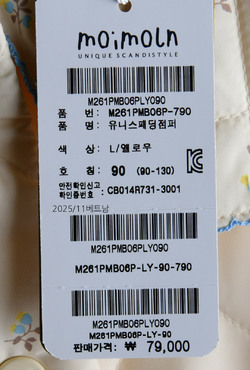 moimoln
UNIQUE SCANDISTYLE
M261PMB06PLY090
품 번: M261PMB06P-790
품 명: 유니스패딩점퍼
색 상: L/옐로우
호 칭: 90 (90-130)
안전확인신고
확인증번호 : CB014R731-3001
2025/11베트남
M261PMB06PLY090
M261PMB06P-LY-90-790
M261PMB06PLY090
M261PMB06P-LY-90
판매가격: ₩ 79,000